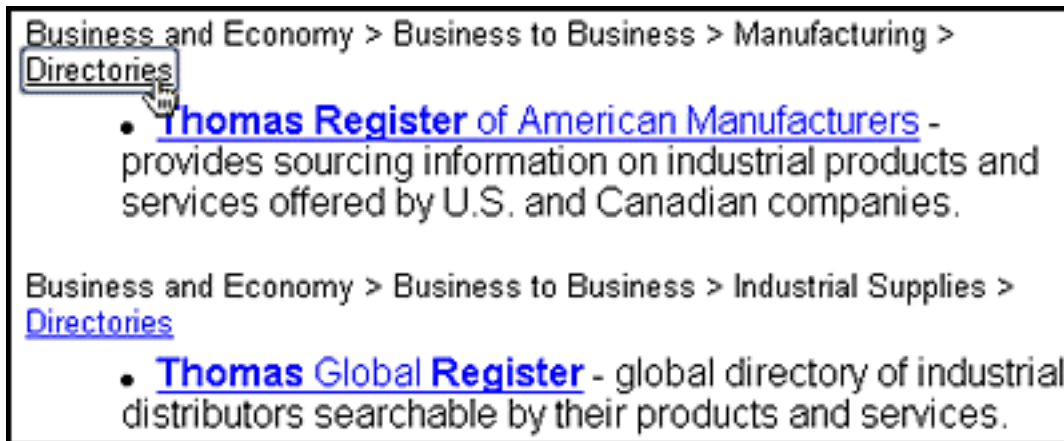 Business and Economy > Business to Business > Manufacturing >
Directories
• Thomas Register of American Manufacturers -
provides sourcing information on industrial products and
services offered by U.S. and Canadian companies.
Business and Economy > Business to Business > Industrial Supplies >
Directories
• Thomas Global Register - global directory of industrial
distributors searchable by their products and services.